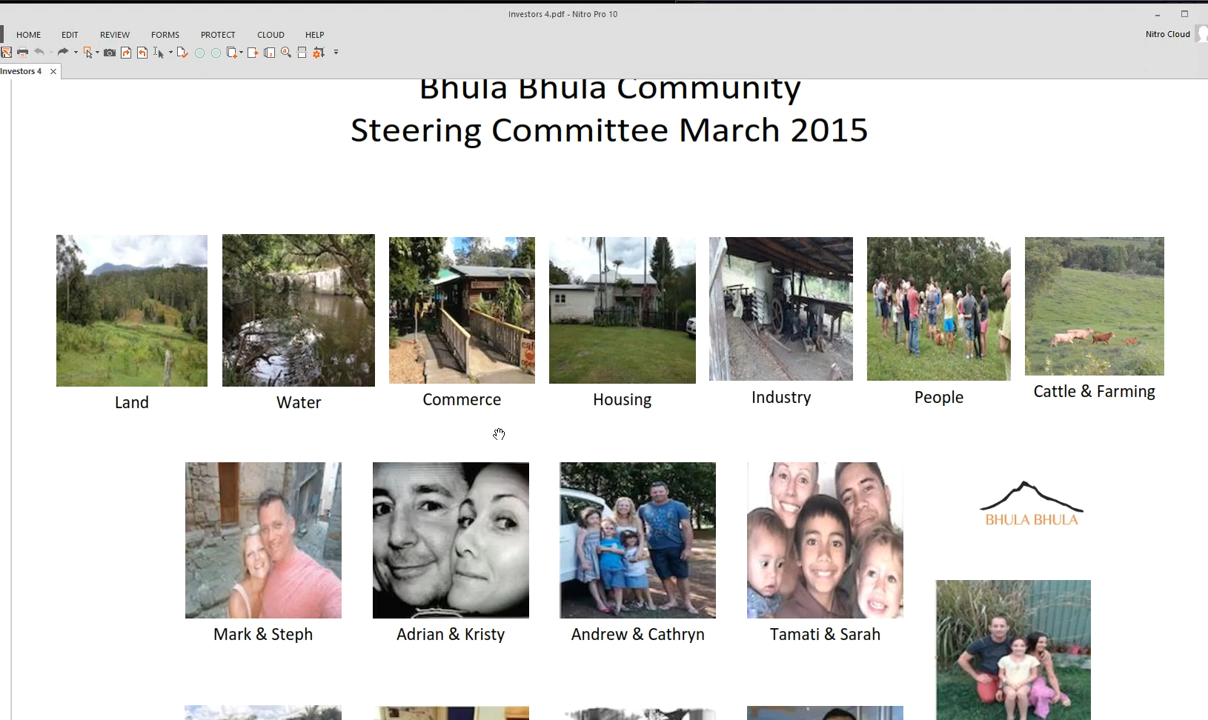 Investors 4.pdf - Nitro Pro 10
HOME EDIT REVIEW FORMS PROTECT CLOUD HELP
Nitro Cloud
Investors 4
Bhula Bhula Community
Steering Committee March 2015
Land Water Commerce Housing Industry People Cattle & Farming
BHULA BHULA
Mark & Steph Adrian & Kristy Andrew & Cathryn Tamati & Sarah